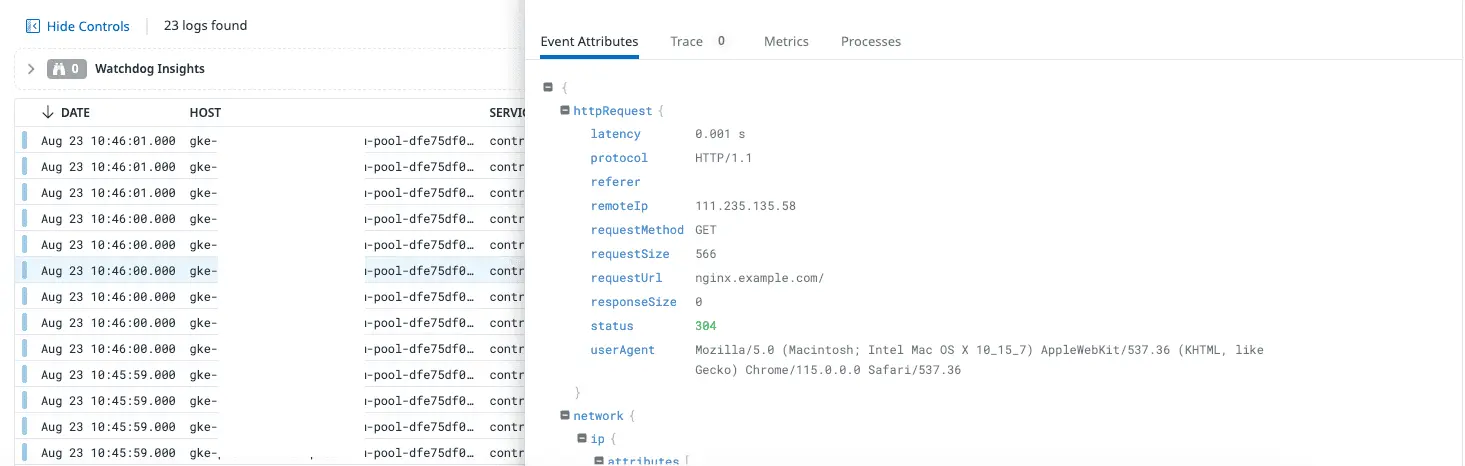 Hide Controls 23 logs found
0 Watchdog Insights
DATE HOST SERVIC
Aug 23 10:46:01.000 gke- -pool-dfe75df0… contr
Aug 23 10:46:01.000 gke- -pool-dfe75df0… contr
Aug 23 10:46:01.000 gke- -pool-dfe75df0… contr
Aug 23 10:46:00.000 gke- -pool-dfe75df0… contr
Aug 23 10:46:00.000 gke- -pool-dfe75df0… contr
Aug 23 10:46:00.000 gke- -pool-dfe75df0… contr
Aug 23 10:46:00.000 gke- -pool-dfe75df0… contr
Aug 23 10:46:00.000 gke- -pool-dfe75df0… contr
Aug 23 10:46:00.000 gke- -pool-dfe75df0… contr
Aug 23 10:45:59.000 gke- -pool-dfe75df0… contr
Aug 23 10:45:59.000 gke- -pool-dfe75df0… contr
Aug 23 10:45:59.000 gke- -pool-dfe75df0… contr
Aug 23 10:45:59.000 gke- -pool-dfe75df0… contr
Event Attributes Trace 0 Metrics Processes
{
httpRequest {
latency 0.001 s
protocol HTTP/1.1
referer
remoteIp 111.235.135.58
requestMethod GET
requestSize 566
requestUrl nginx.example.com/
responseSize 0
status 304
userAgent Mozilla/5.0 (Macintosh; Intel Mac OS X 10_15_7) AppleWebKit/537.36 (KHTML, like
Gecko) Chrome/115.0.0.0 Safari/537.36
}
network {
ip {
attributes [